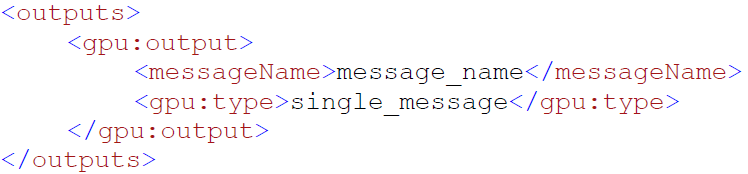 <outputs>
    <gpu:output>
        <messageName>message_name</messageName>
        <gpu:type>single_message</gpu:type>
    </gpu:output>
</outputs>